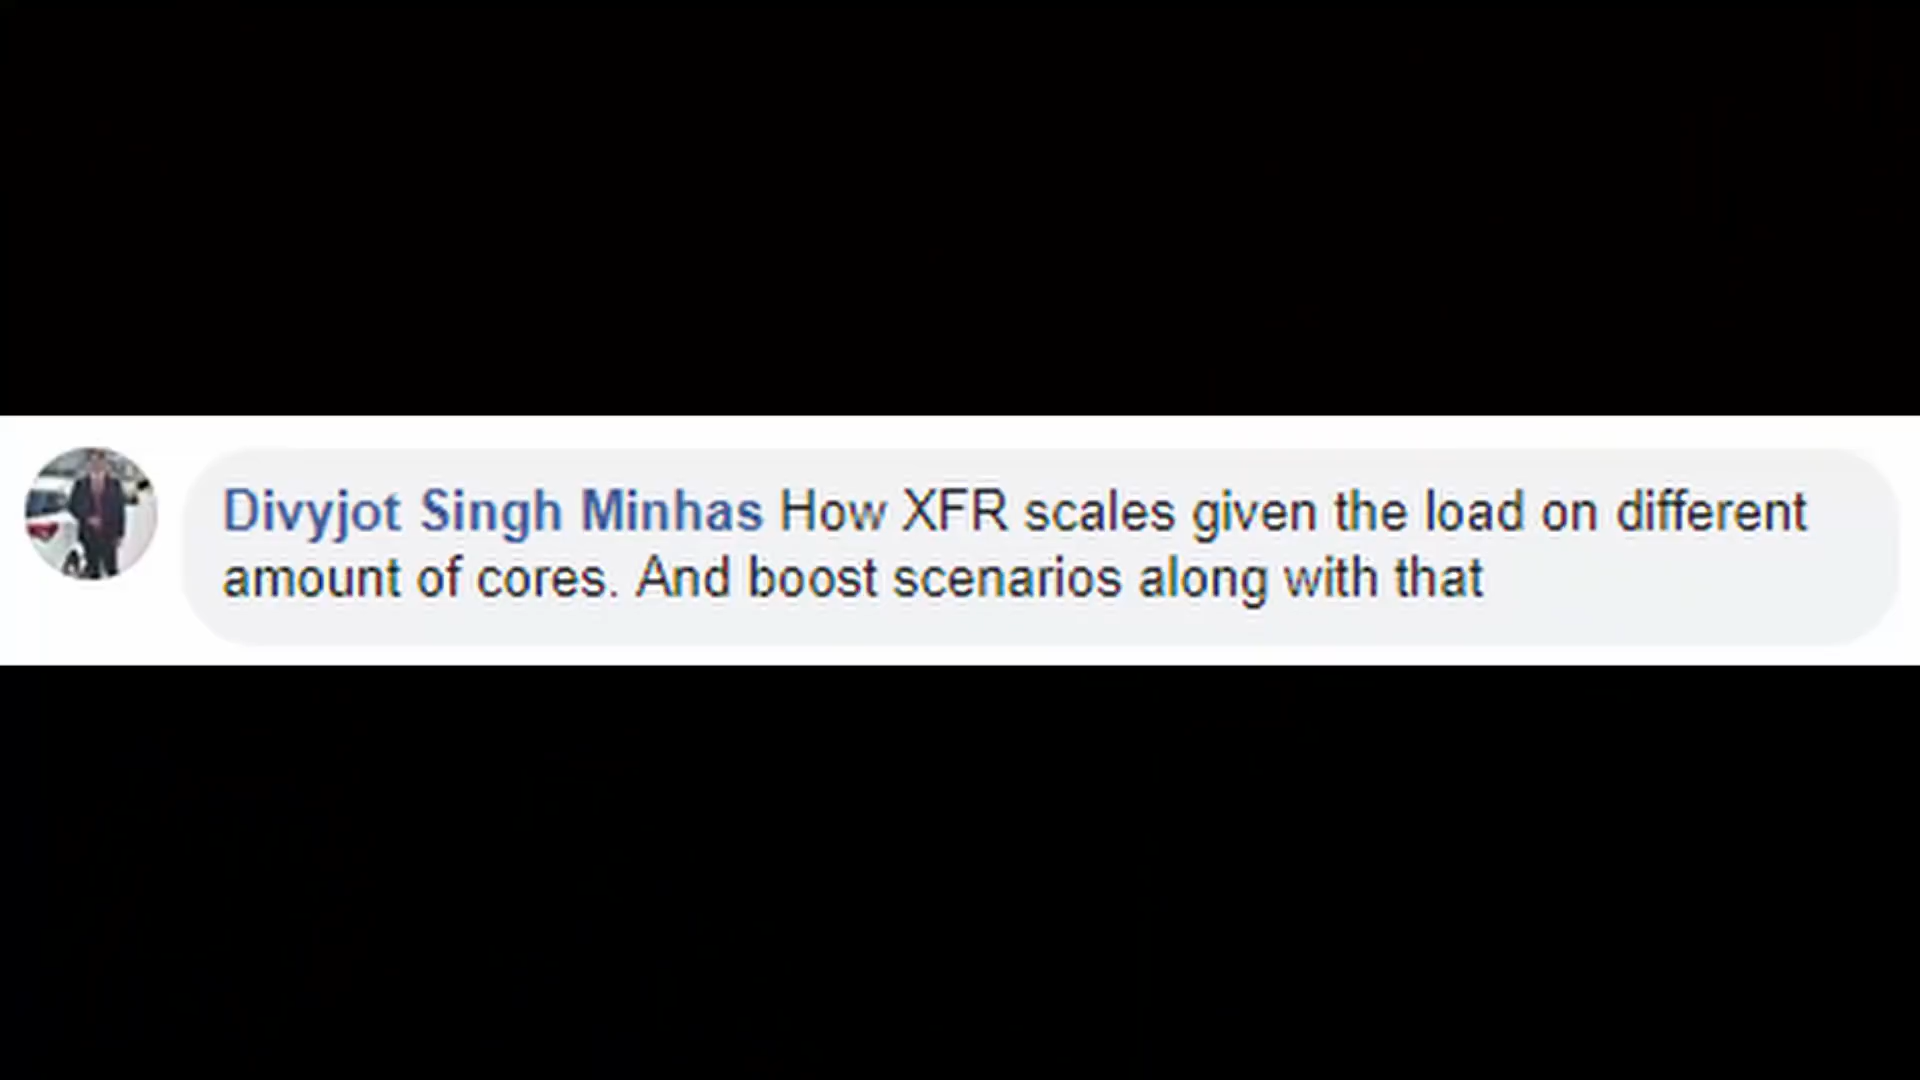 Divyjot Singh Minhas How XFR scales given the load on different
amount of cores. And boost scenarios along with that